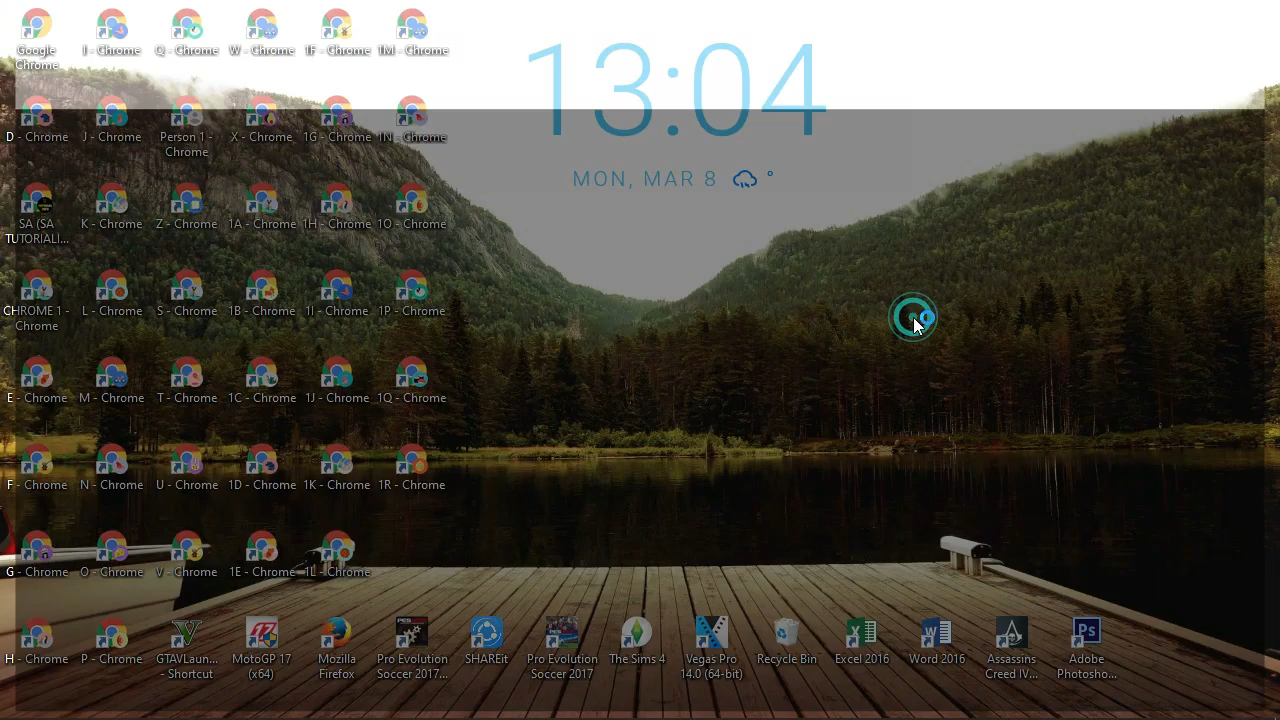 13:04
MON, MAR 8 °
Google
Chrome
I - Chrome
Q - Chrome
W - Chrome
1F - Chrome
1M - Chrome
D - Chrome
J - Chrome
Person 1 -
Chrome
X - Chrome
1G - Chrome
1N - Chrome
SA (SA
TUTORIALI...
K - Chrome
Z - Chrome
1A - Chrome
1H - Chrome
1O - Chrome
CHROME 1 -
Chrome
L - Chrome
S - Chrome
1B - Chrome
1I - Chrome
1P - Chrome
E - Chrome
M - Chrome
T - Chrome
1C - Chrome
1J - Chrome
1Q - Chrome
F - Chrome
N - Chrome
U - Chrome
1D - Chrome
1K - Chrome
1R - Chrome
G - Chrome
O - Chrome
V - Chrome
1E - Chrome
1L - Chrome
H - Chrome
P - Chrome
GTAVLaun...
- Shortcut
MotoGP 17
(x64)
Mozilla
Firefox
Pro Evolution
Soccer 2017...
SHAREit
Pro Evolution
Soccer 2017
The Sims 4
Vegas Pro
14.0 (64-bit)
Recycle Bin
Excel 2016
Word 2016
Assassins
Creed IV...
Adobe
Photosho...